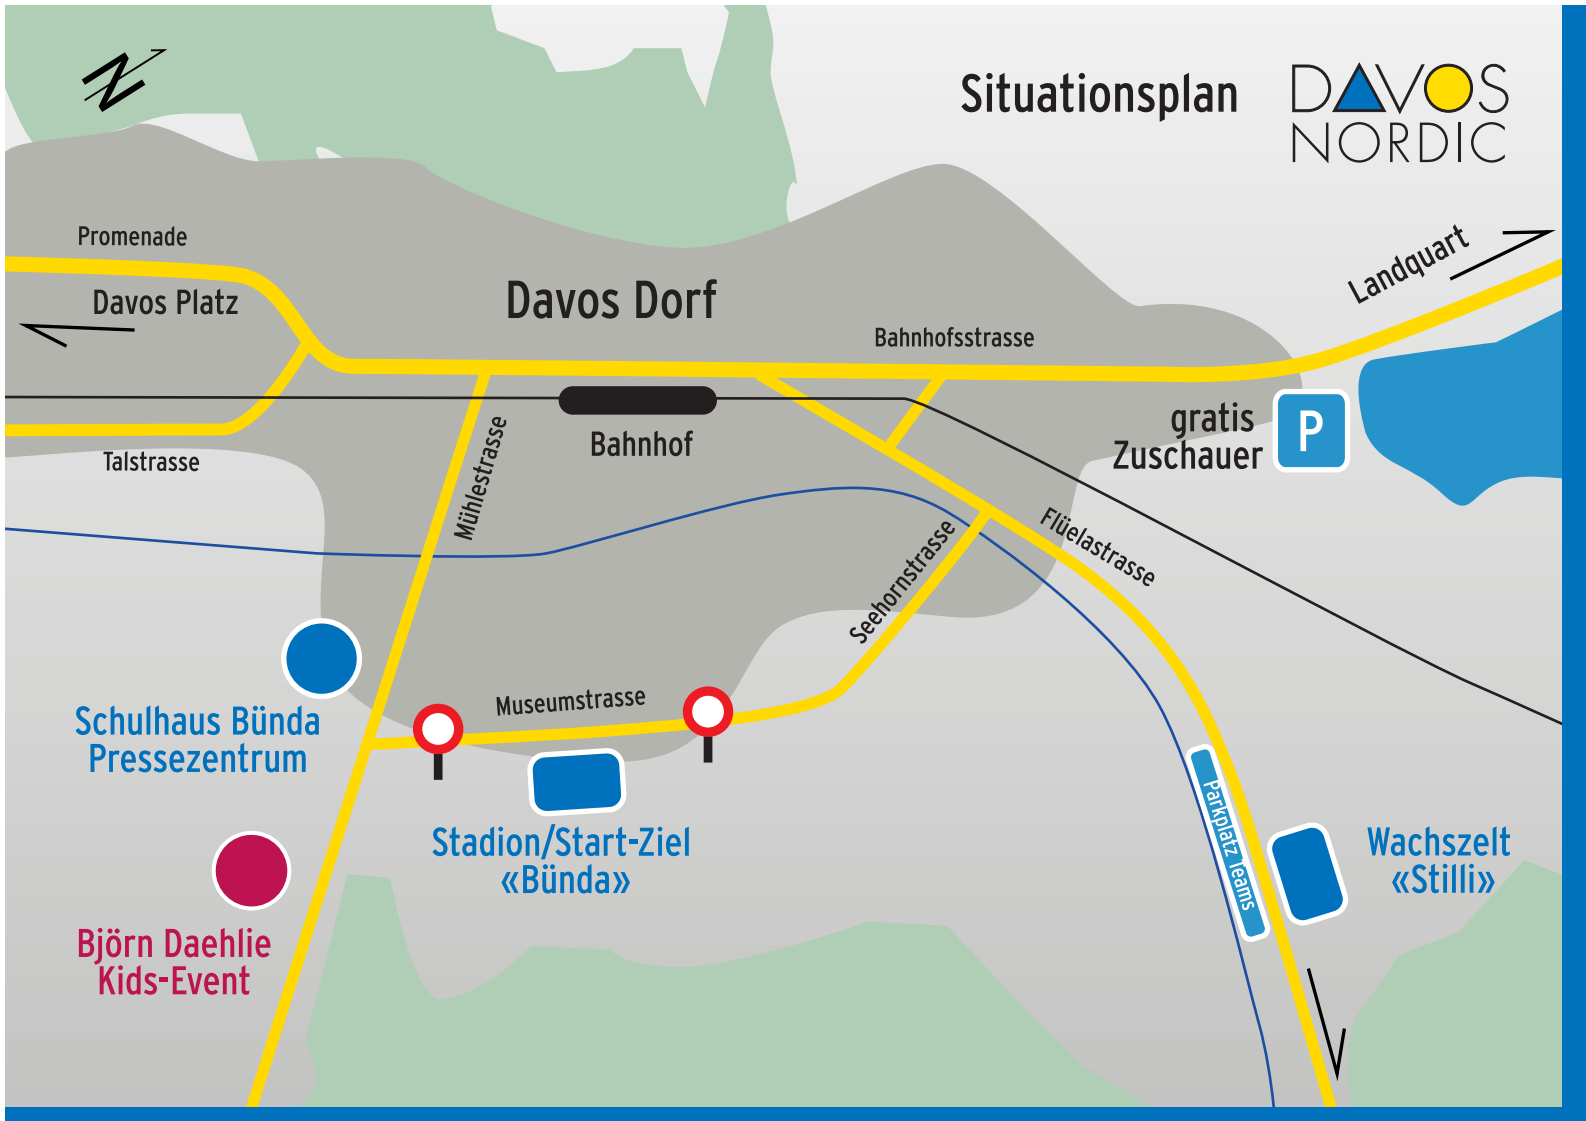 N
Situationsplan
DAVOS
NORDIC
Promenade
Landquart
Davos Platz
Davos Dorf
Bahnhofsstrasse
gratis
Zuschauer
P
Bahnhof
Talstrasse
Mühlestrasse
Flüelastrasse
Seehornstrasse
Museumstrasse
Schulhaus Bünda
Pressezentrum
Stadion/Start-Ziel
«Bünda»
Parkplatz Teams
Wachszelt
«Stilli»
Björn Daehlie
Kids-Event